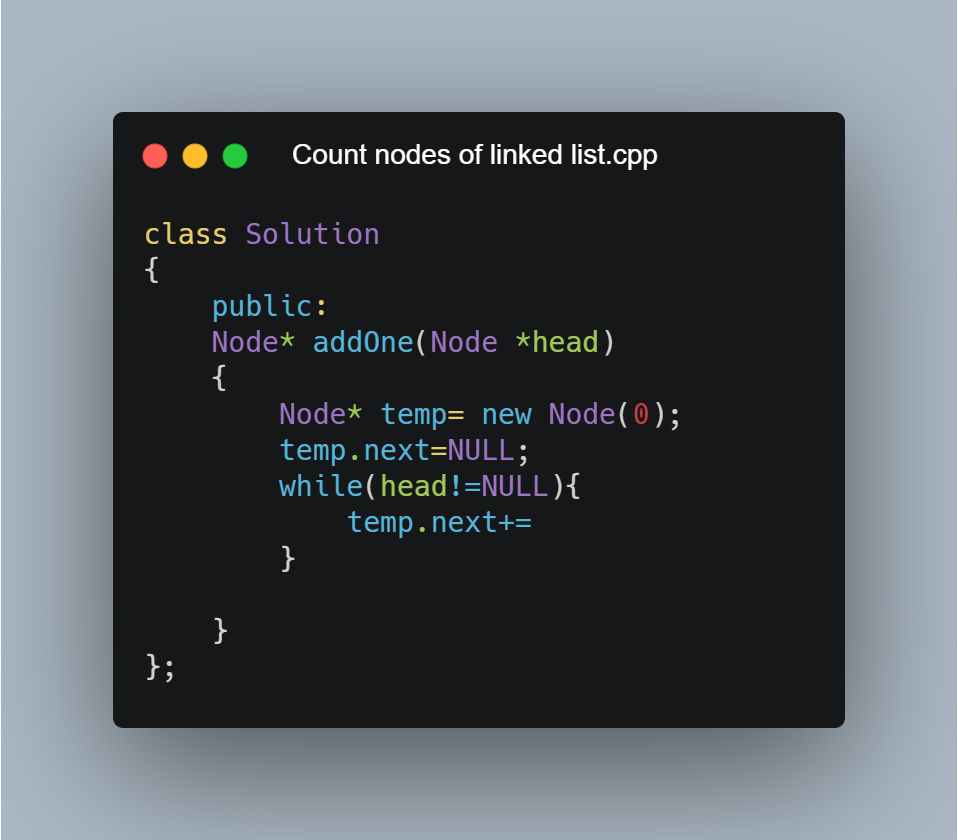 Count nodes of linked list.cpp
class Solution
{
    public:
    Node* addOne(Node *head)
    {
        Node* temp= new Node(0);
        temp.next=NULL;
        while(head!=NULL){
            temp.next+=
        }
    }
};